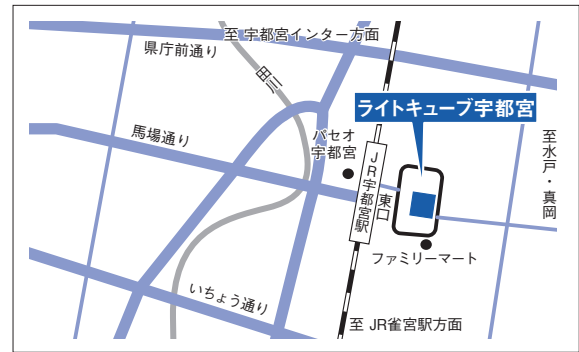 至 宇都宮インター方面
県庁前通り
田川
ライトキューブ宇都宮
馬場通り
パセオ
宇都宮
JR宇都宮駅
東口
至水戸・真岡
ファミリーマート
いちょう通り
至 JR雀宮駅方面